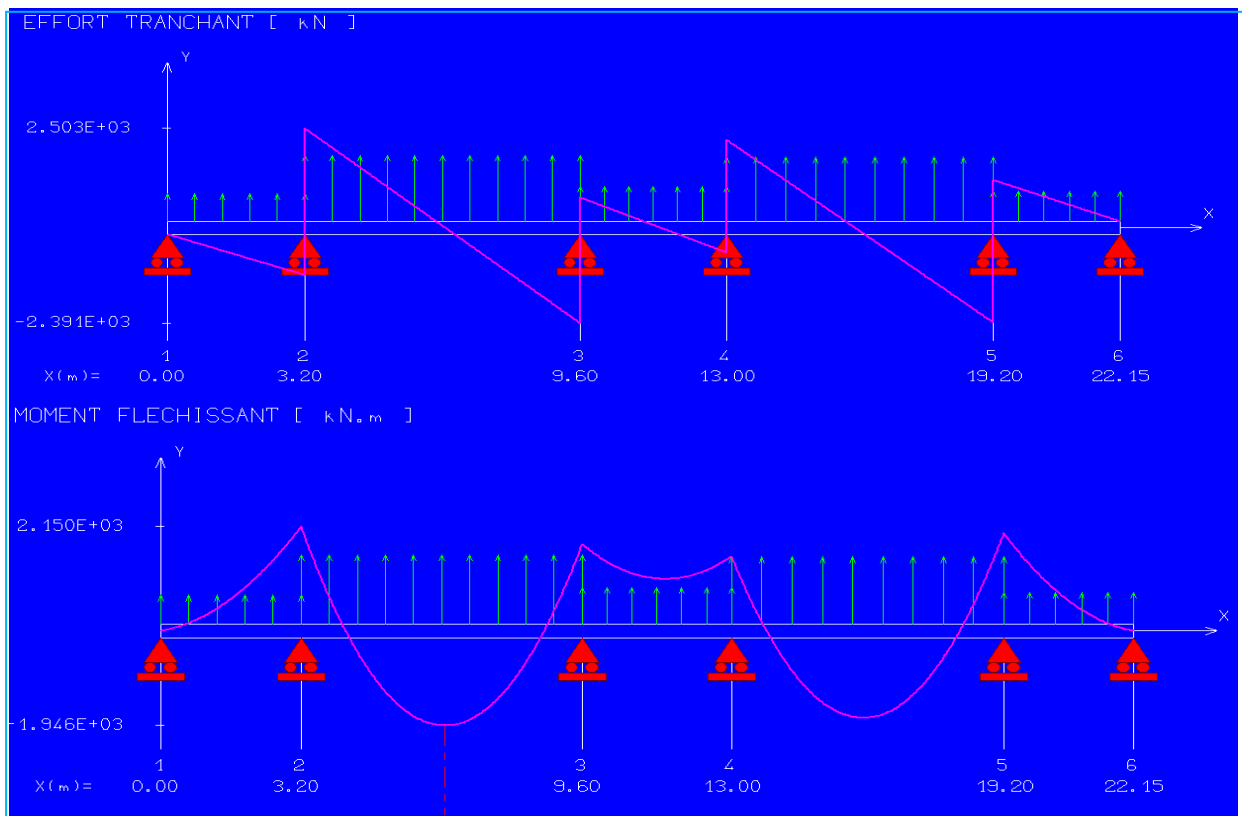 EFFORT TRANCHANT [ kN ]
Y
2.503E+03
X
-2.391E+03
1 2 3 4 5 6
X(m)= 0.00 3.20 9.60 13.00 19.20 22.15
MOMENT FLECHISSANT [ kN.m ]
Y
2.150E+03
X
-1.946E+03
1 2 3 4 5 6
X(m)= 0.00 3.20 9.60 13.00 19.20 22.15